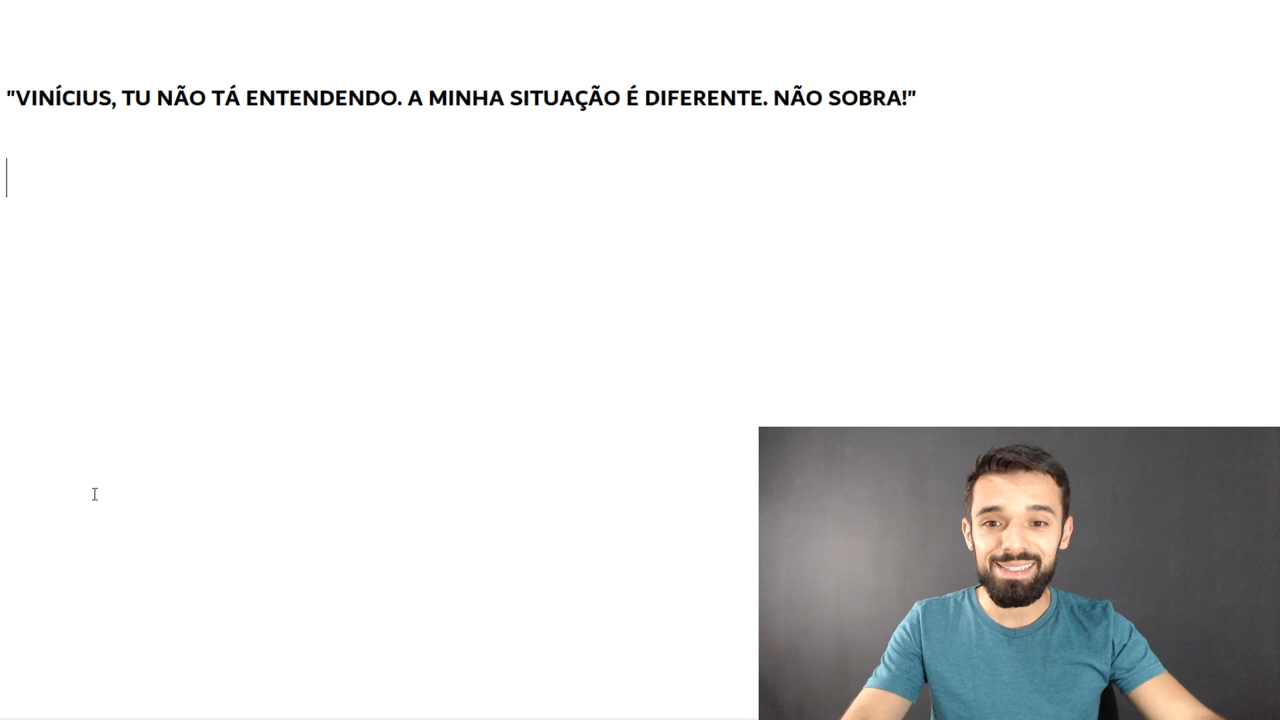 "VINÍCIUS, TU NÃO TÁ ENTENDENDO. A MINHA SITUAÇÃO É DIFERENTE. NÃO SOBRA!"